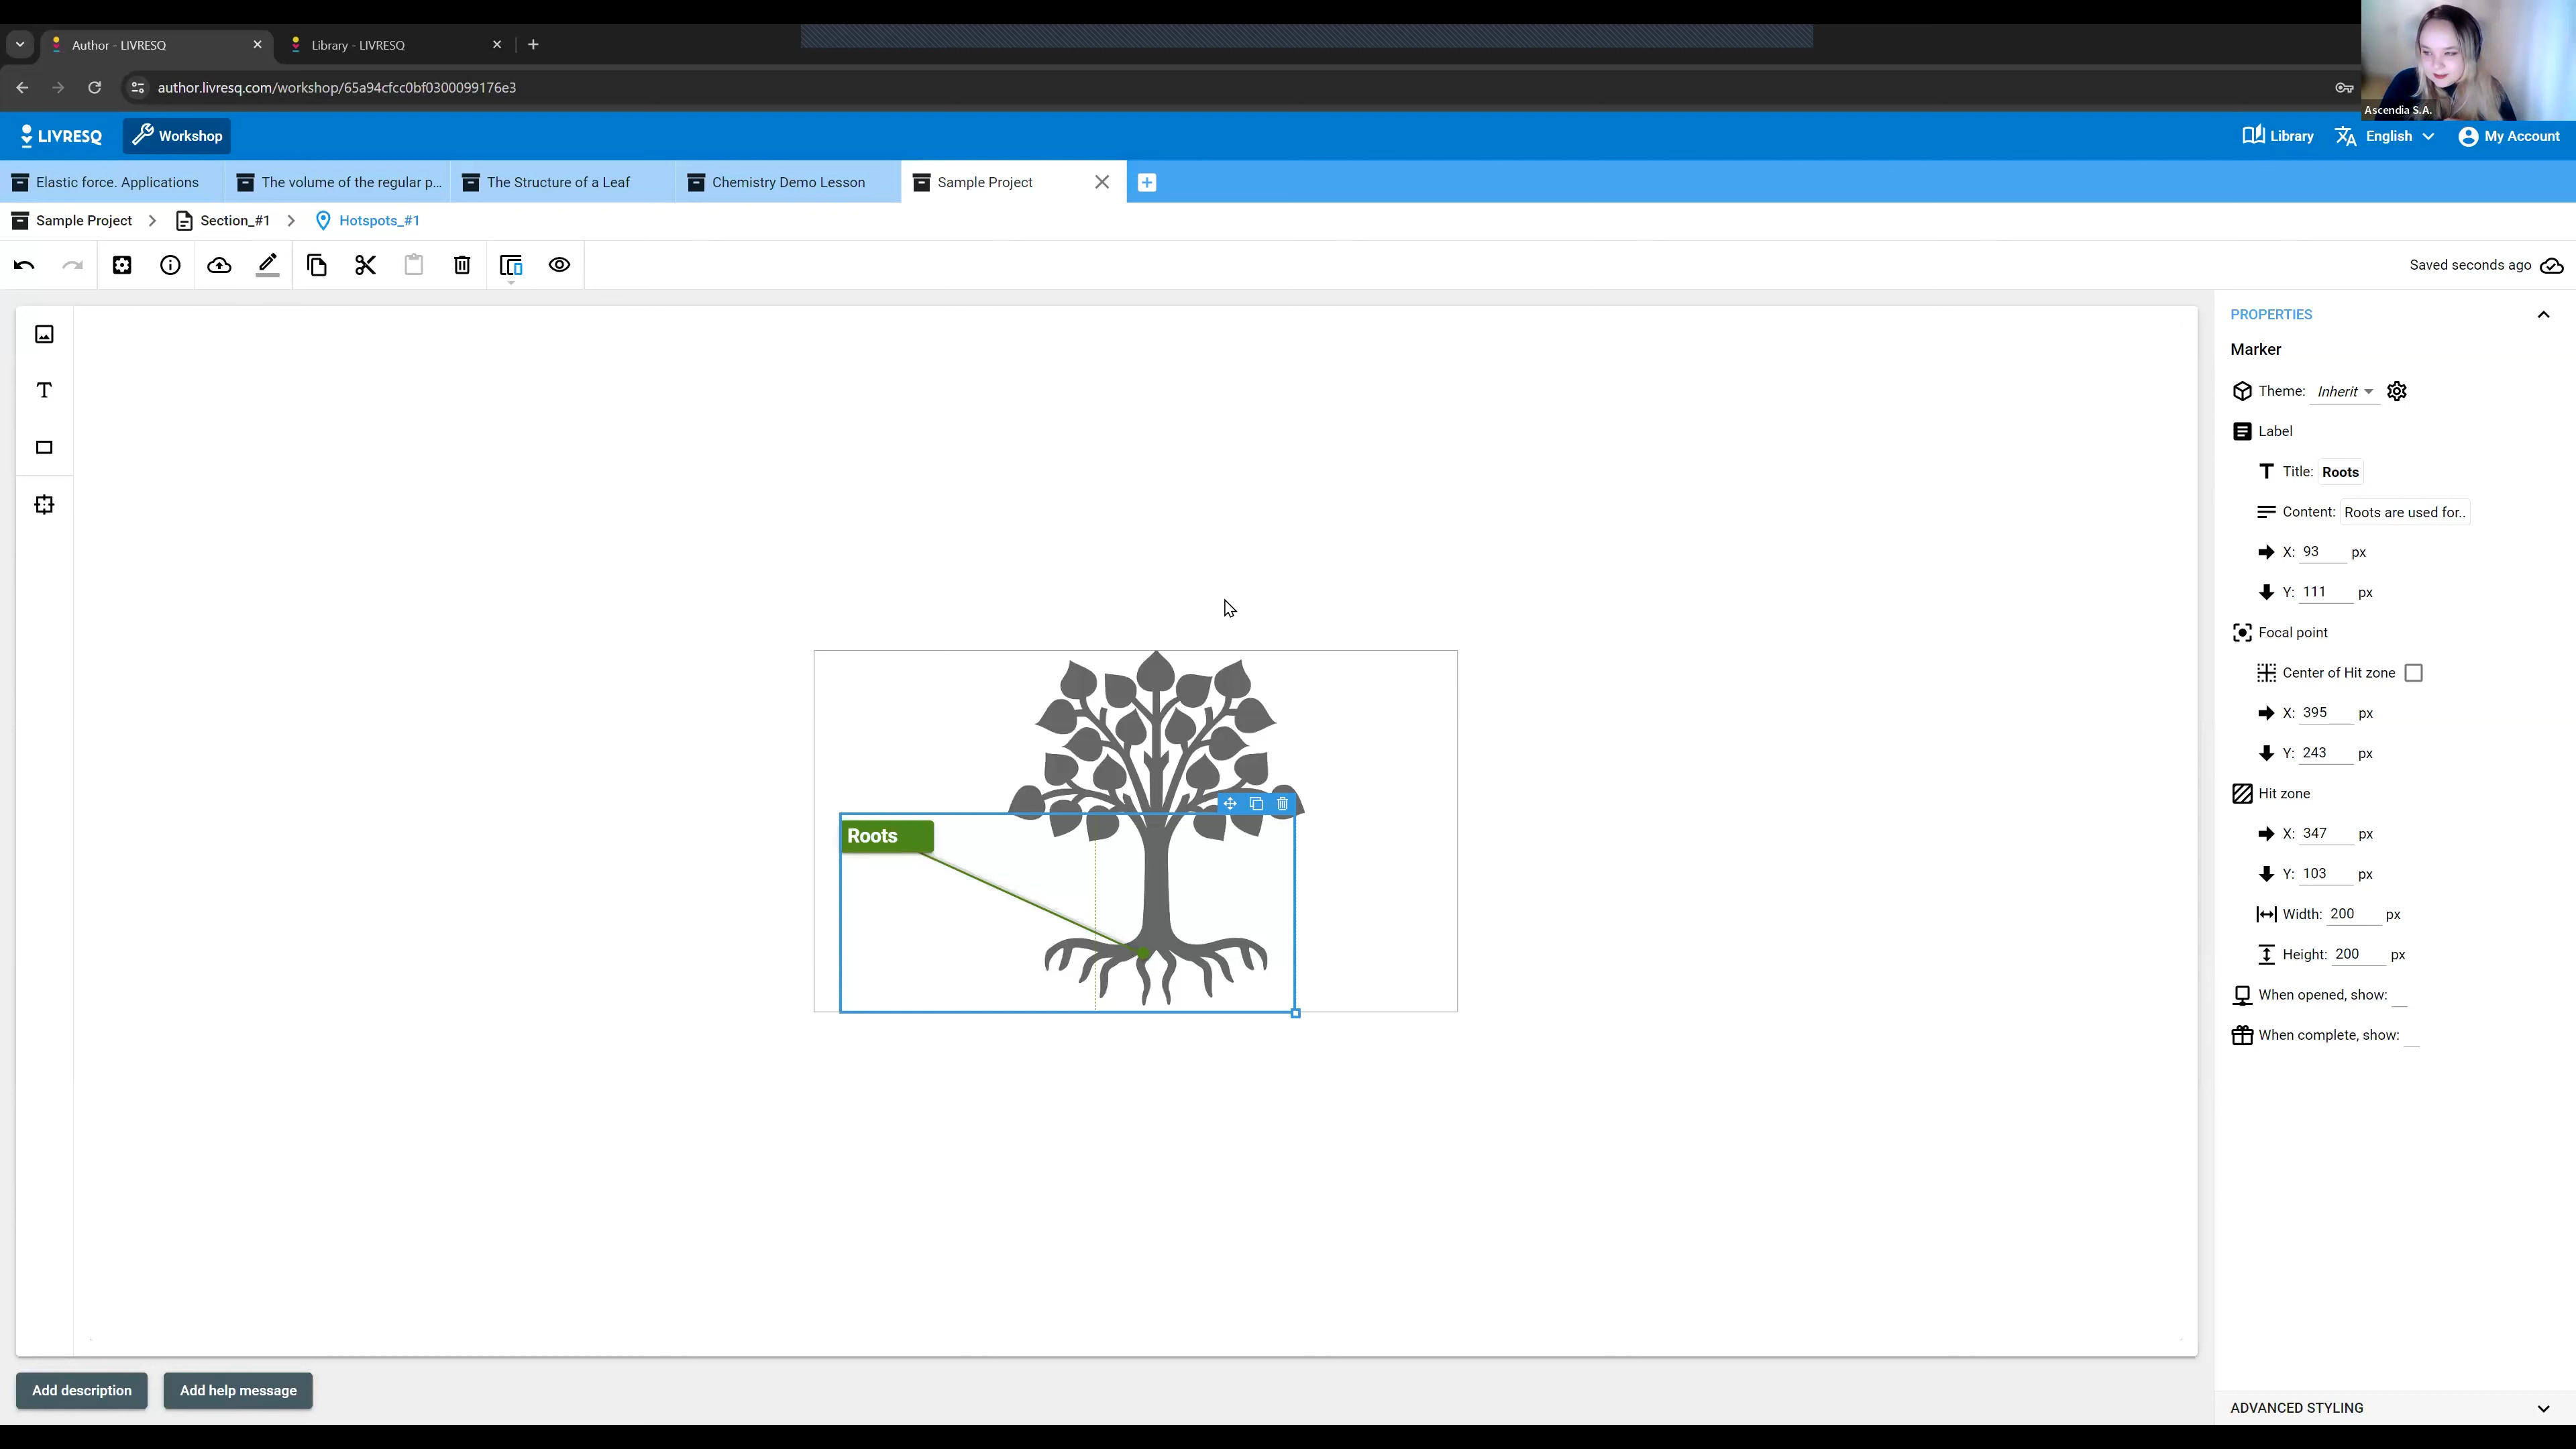 Author - LIVRESQ
Library - LIVRESQ
author.livresq.com/workshop/65a94cfcc0bf0300099176e3
Ascendia S.A.
LIVRESQ
Workshop
Library
English
My Account
Elastic force. Applications
The volume of the regular p...
The Structure of a Leaf
Chemistry Demo Lesson
Sample Project
Sample Project
Section_#1
Hotspots_#1
Saved seconds ago
PROPERTIES
Marker
Theme: Inherit
Label
Title: Roots
Content: Roots are used for..
X: 93 px
Y: 111 px
Focal point
Center of Hit zone
X: 395 px
Y: 243 px
Hit zone
X: 347 px
Y: 103 px
Width: 200 px
Height: 200 px
When opened, show:
When complete, show:
Roots
Add description
Add help message
ADVANCED STYLING